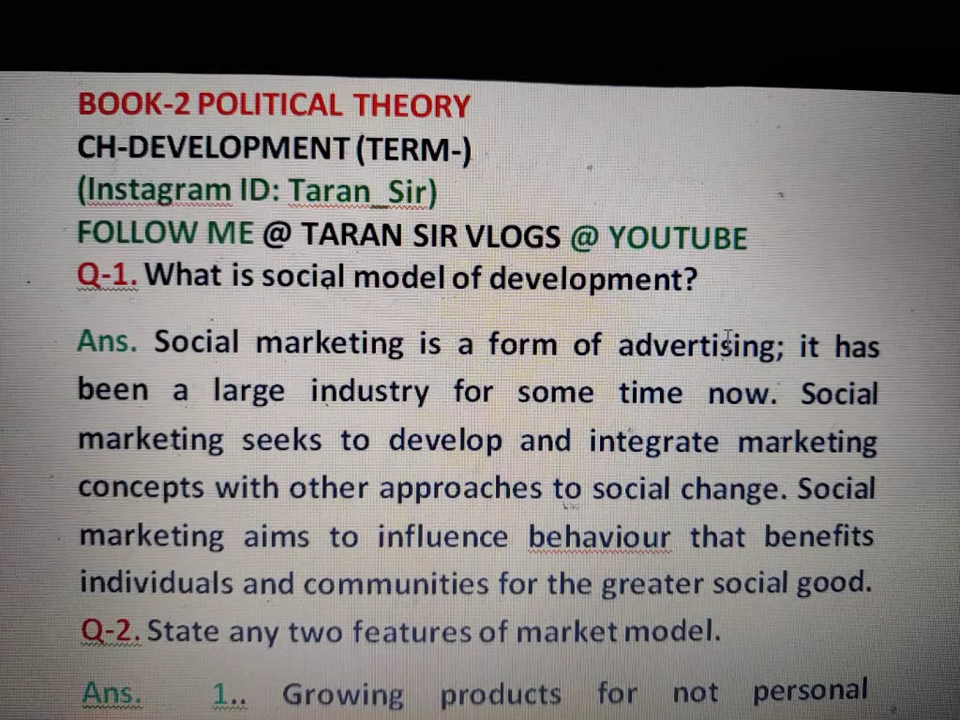 BOOK-2 POLITICAL THEORY
CH-DEVELOPMENT (TERM-)
(Instagram ID: Taran_Sir)
FOLLOW ME @ TARAN SIR VLOGS @ YOUTUBE
Q-1. What is social model of development?
Ans. Social marketing is a form of advertising; it has
been a large industry for some time now. Social
marketing seeks to develop and integrate marketing
concepts with other approaches to social change. Social
marketing aims to influence behaviour that benefits
individuals and communities for the greater social good.
Q-2. State any two features of market model.
Ans. 1.. Growing products for not personal